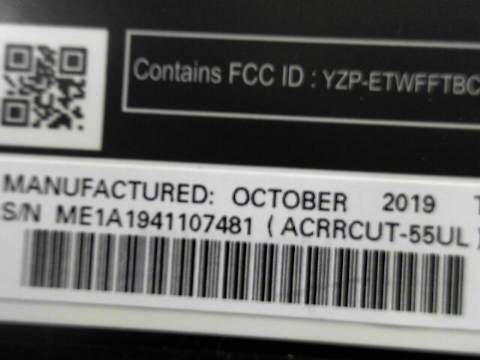 Contains FCC ID : YZP-ETWFFTBC
MANUFACTURED: OCTOBER 2019 T
S/N ME1A1941107481 ( ACRRCUT-55UL )